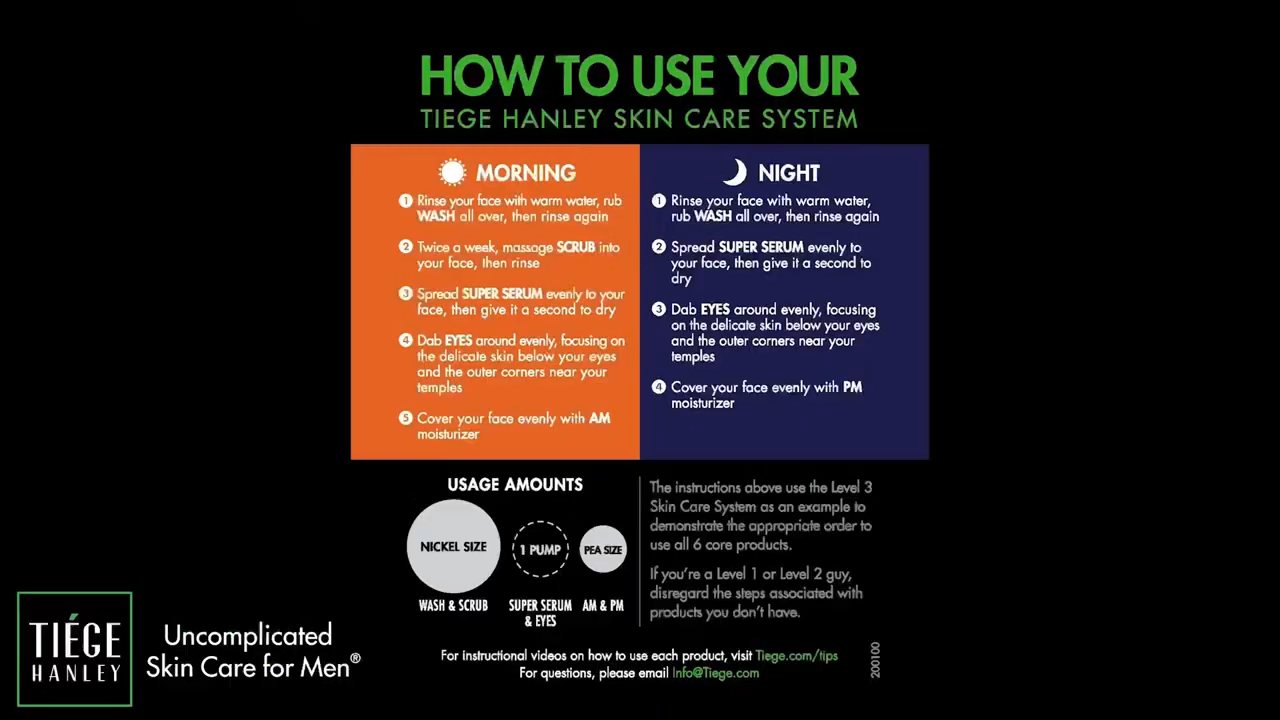 HOW TO USE YOUR
TIEGE HANLEY SKIN CARE SYSTEM
MORNING
1 Rinse your face with warm water, rub
WASH all over, then rinse again
2 Twice a week, massage SCRUB into
your face, then rinse
3 Spread SUPER SERUM evenly to your
face, then give it a second to dry
4 Dab EYES around evenly, focusing on
the delicate skin below your eyes
and the outer corners near your
temples
5 Cover your face evenly with AM
moisturizer
NIGHT
1 Rinse your face with warm water,
rub WASH all over, then rinse again
2 Spread SUPER SERUM evenly to
your face, then give it a second to
dry
3 Dab EYES around evenly, focusing
on the delicate skin below your eyes
and the outer corners near your
temples
4 Cover your face evenly with PM
moisturizer
USAGE AMOUNTS
NICKEL SIZE
1 PUMP
PEA SIZE
WASH & SCRUB
SUPER SERUM
& EYES
AM & PM
The instructions above use the Level 3
Skin Care System as an example to
demonstrate the appropriate order to
use all 6 core products.
If you're a Level 1 or Level 2 guy,
disregard the steps associated with
products you don't have.
For instructional videos on how to use each product, visit Tiege.com/tips
For questions, please email Info@Tiege.com
200100
TIÉGE
HANLEY
Uncomplicated
Skin Care for Men®